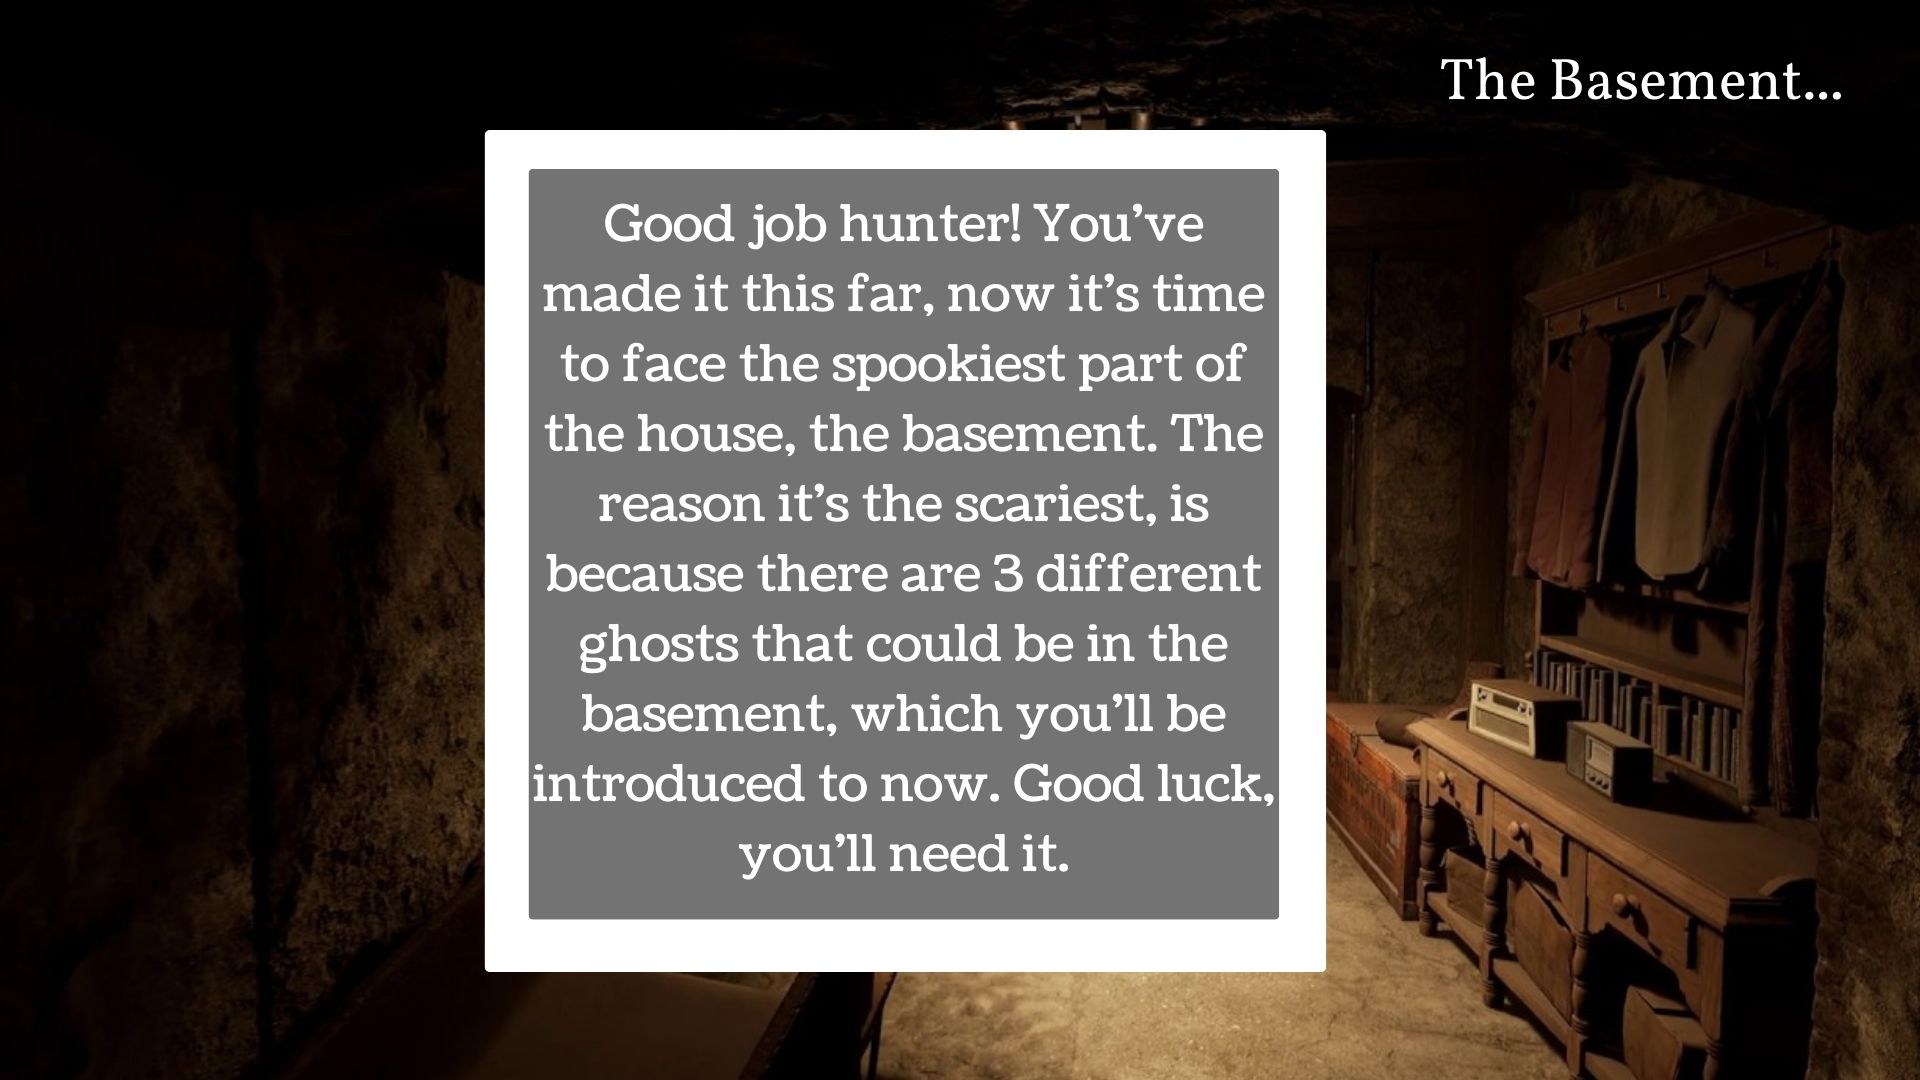 The Basement...
Good job hunter! You’ve
made it this far, now it’s time
to face the spookiest part of
the house, the basement. The
reason it’s the scariest, is
because there are 3 different
ghosts that could be in the
basement, which you’ll be
introduced to now. Good luck,
you’ll need it.